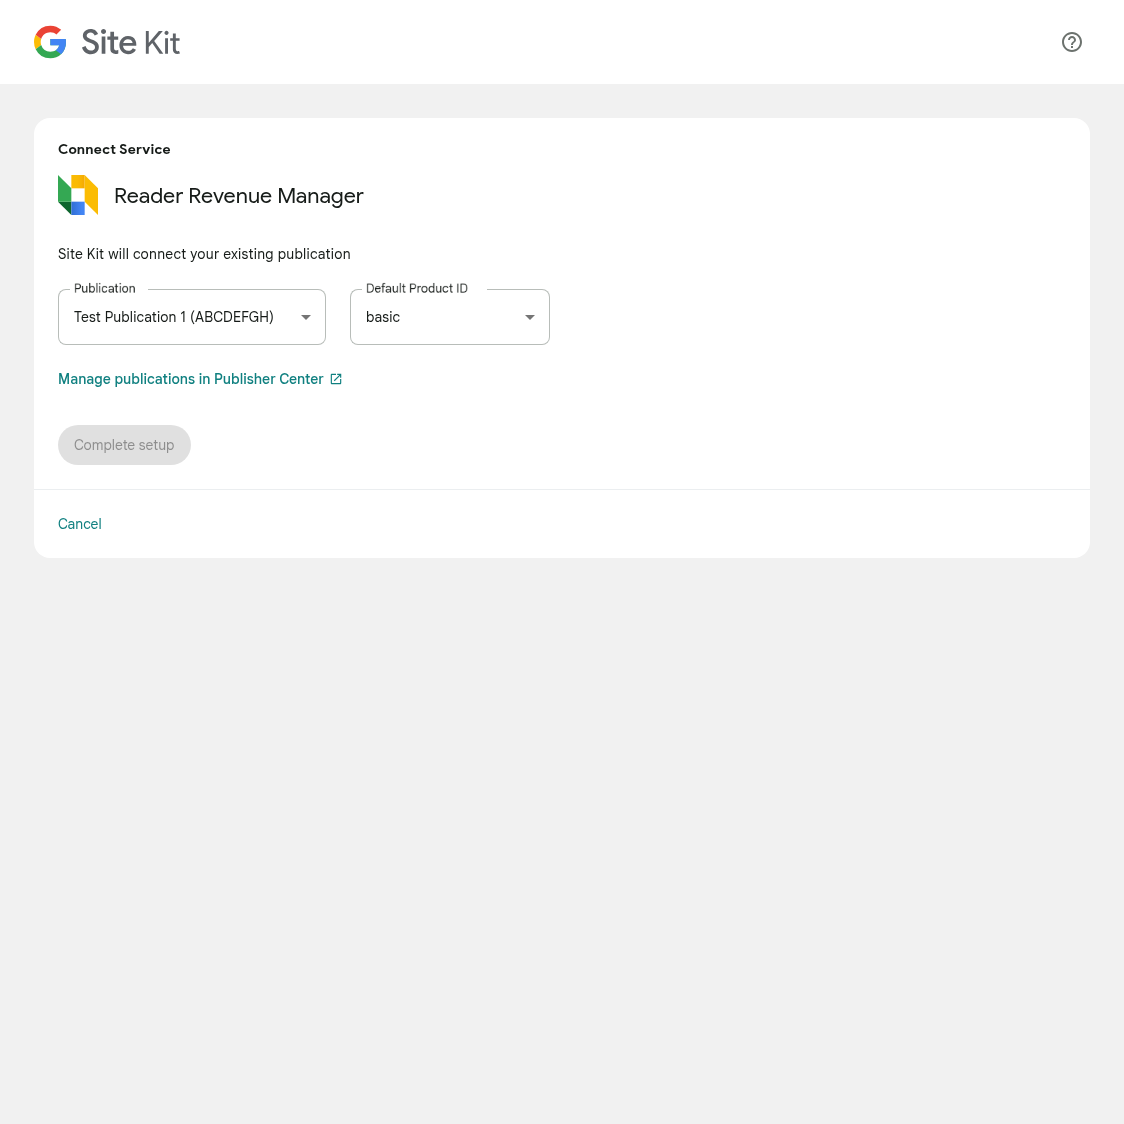 Site Kit
Connect Service
Reader Revenue Manager
Site Kit will connect your existing publication
Publication
Test Publication 1 (ABCDEFGH)
Default Product ID
basic
Manage publications in Publisher Center
Complete setup
Cancel